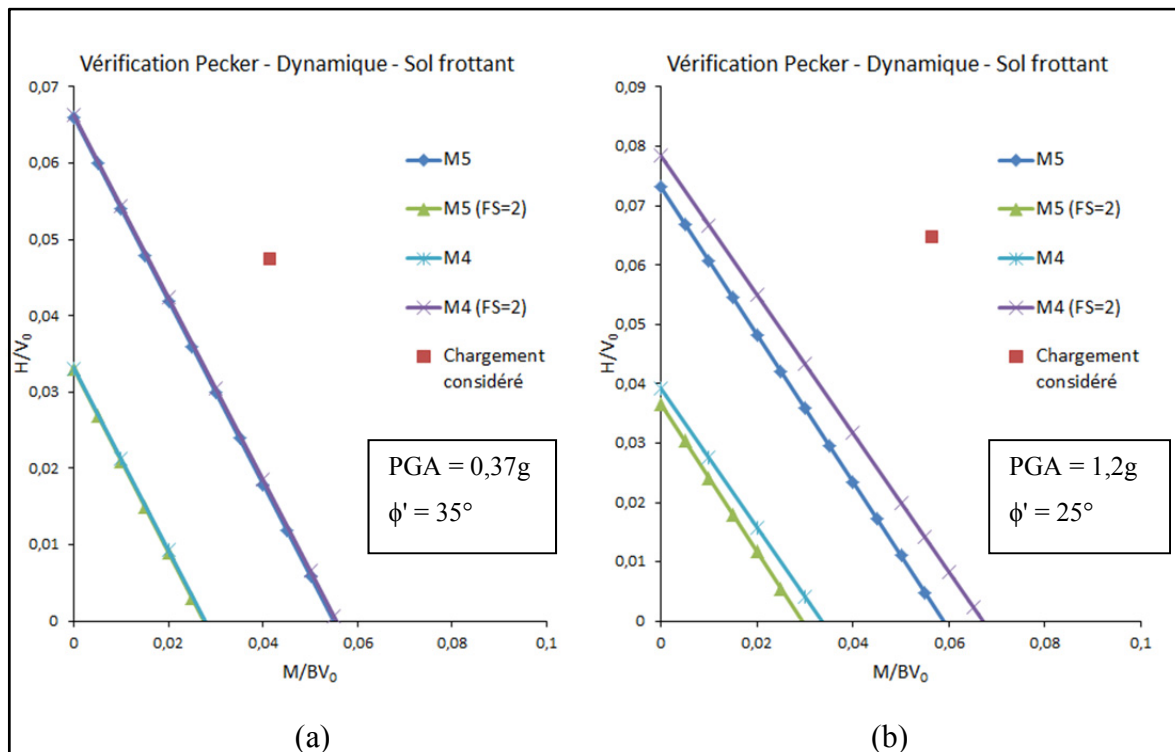 Vérification Pecker - Dynamique - Sol frottant
0,07
0,06
0,05
0,04
0,03
0,02
0,01
0
H/V₀
0
0,02
0,04
0,06
0,08
0,1
M/BV₀
M5
M5 (FS=2)
M4
M4 (FS=2)
Chargement
considéré
PGA = 0,37g
ϕ' = 35°
(a)
Vérification Pecker - Dynamique - Sol frottant
0,09
0,08
0,07
0,06
0,05
0,04
0,03
0,02
0,01
0
H/V₀
0
0,02
0,04
0,06
0,08
0,1
M/BV₀
M5
M5 (FS=2)
M4
M4 (FS=2)
Chargement
considéré
PGA = 1,2g
ϕ' = 25°
(b)